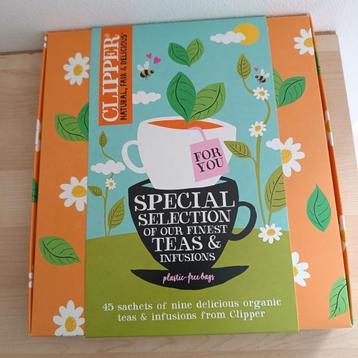 CLIPPER®
NATURAL, FAIR & DELICIOUS
FOR
YOU
SPECIAL
SELECTION
OF OUR FINEST
TEAS &
INFUSIONS
plastic-free bags
45 sachets of nine delicious organic
teas & infusions from Clipper